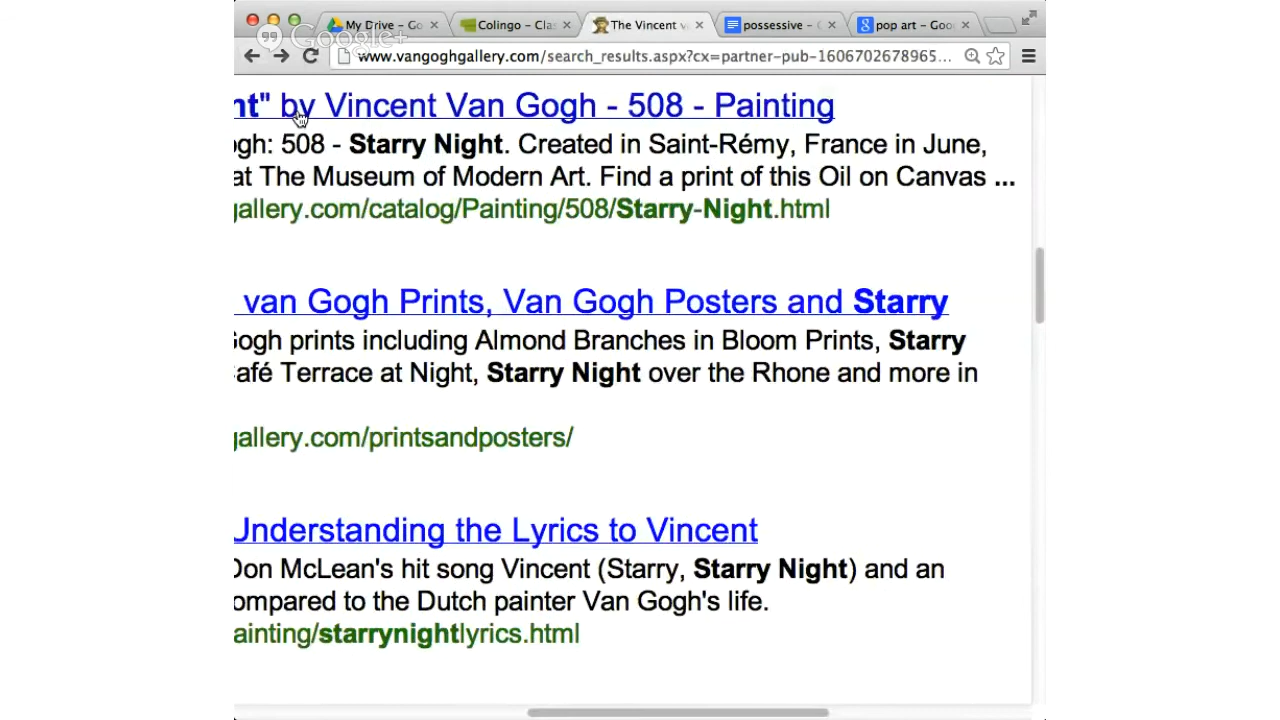 My Drive - Go
Colingo - Cla
The Vincent v
possessive - G
pop art - Goo
Google+
www.vangoghgallery.com/search_results.aspx?cx=partner-pub-1606702678965...
nt" by Vincent Van Gogh - 508 - Painting
ogh: 508 - Starry Night. Created in Saint-Rémy, France in June,
at The Museum of Modern Art. Find a print of this Oil on Canvas ...
gallery.com/catalog/Painting/508/Starry-Night.html
van Gogh Prints, Van Gogh Posters and Starry
Gogh prints including Almond Branches in Bloom Prints, Starry
Café Terrace at Night, Starry Night over the Rhone and more in
gallery.com/printsandposters/
Understanding the Lyrics to Vincent
Don McLean's hit song Vincent (Starry, Starry Night) and an
ompared to the Dutch painter Van Gogh's life.
ainting/starrynightlyrics.html